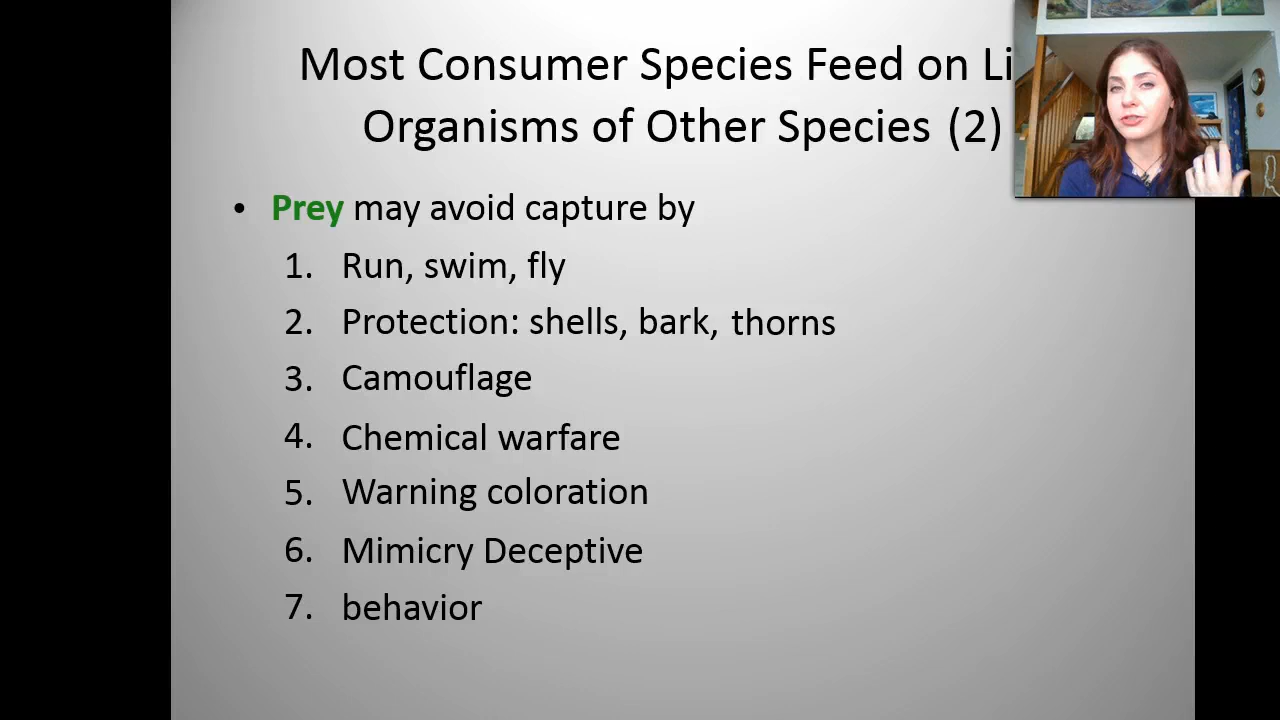 Most Consumer Species Feed on Li
Organisms of Other Species (2)
• Prey may avoid capture by
1. Run, swim, fly
2. Protection: shells, bark, thorns
3. Camouflage
4. Chemical warfare
5. Warning coloration
6. Mimicry Deceptive
7. behavior